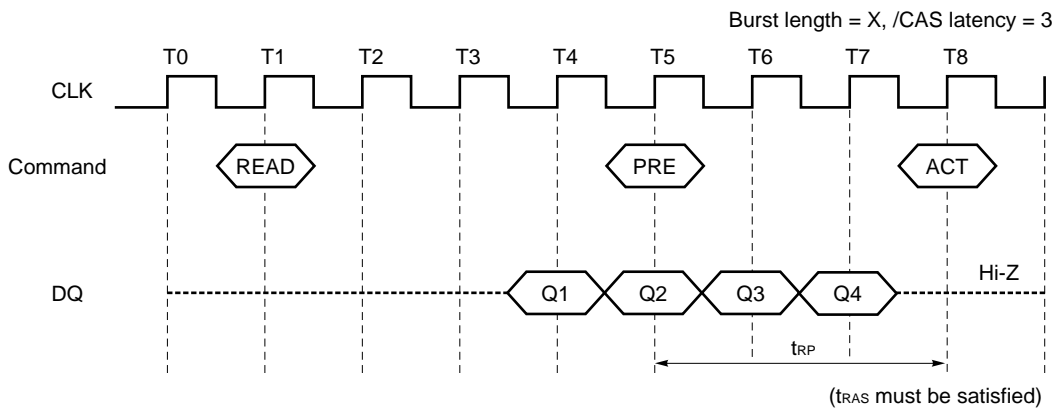 Burst length = X, /CAS latency = 3
T0 T1 T2 T3 T4 T5 T6 T7 T8
CLK
Command READ PRE ACT
Hi-Z
DQ Q1 Q2 Q3 Q4
tRP
(tRAS must be satisfied)